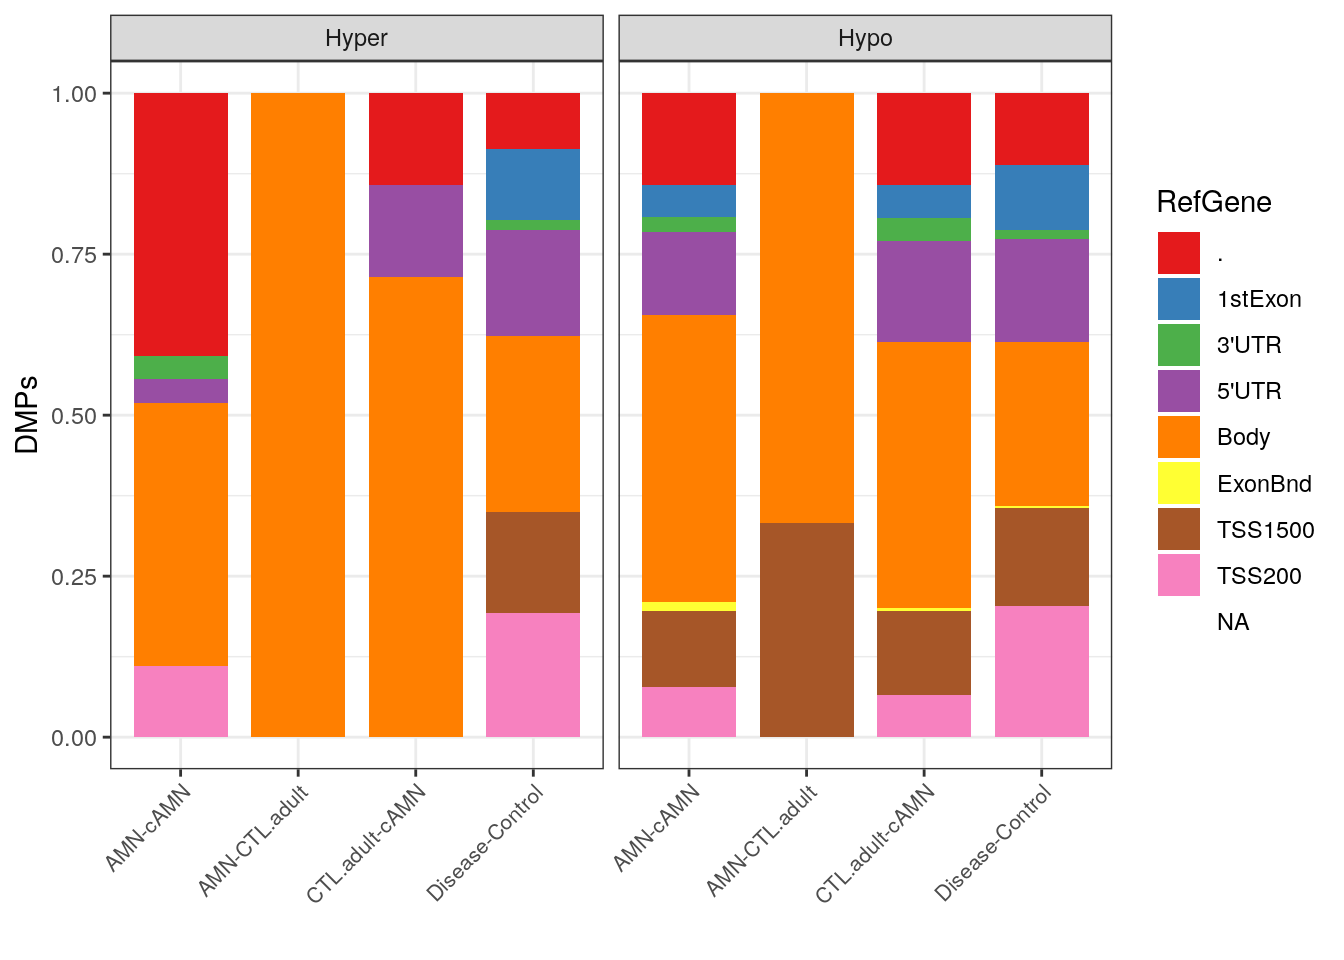 Hyper
Hypo
DMPs
1.00
0.75
0.50
0.25
0.00
AMN-cAMN
AMN-CTL.adult
CTL.adult-cAMN
Disease-Control
AMN-cAMN
AMN-CTL.adult
CTL.adult-cAMN
Disease-Control
RefGene
.
1stExon
3'UTR
5'UTR
Body
ExonBnd
TSS1500
TSS200
NA